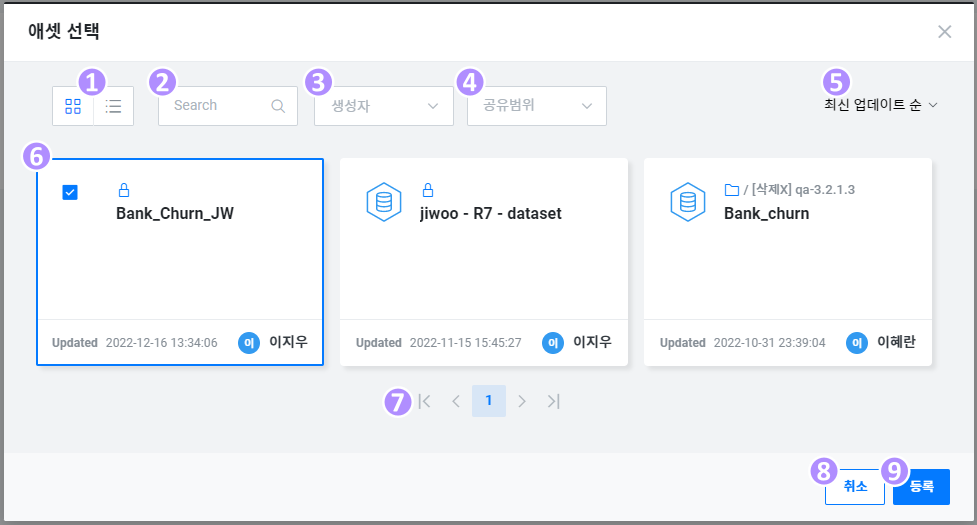 애셋 선택
1 2 Search 3 생성자 4 공유범위 5 최신 업데이트 순
6
Bank_Churn_JW
Updated 2022-12-16 13:34:06 이 이지우
jiwoo - R7 - dataset
Updated 2022-11-15 15:45:27 이 이지우
/ [삭제X] qa-3.2.1.3
Bank_churn
Updated 2022-10-31 23:39:04 이 이혜란
7 1
8 취소 9 등록